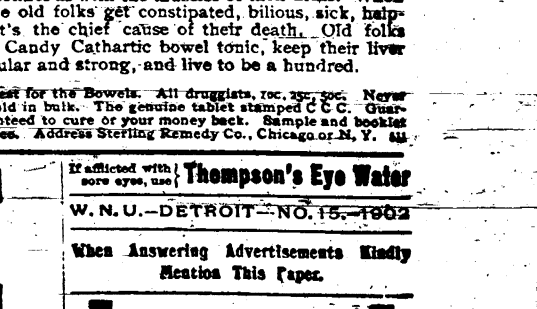 e old folks get constipated, bilious, sick, help-
t's the chief cause of their death. Old folks
Candy Cathartic bowel tonic, keep their liver
ular and strong, and live to be a hundred.
est for the Bowels. All druggists, 10c, 25c, 50c. Never
ld in bulk. The genuine tablet stamped C C C. Guar-
nteed to cure or your money back. Sample and booklet
ee. Address Sterling Remedy Co., Chicago or N. Y. 
If afflicted with
sore eyes, use
Thompson's Eye Water
W. N. U.—DETROIT—NO. 15.—1902
When Answering Advertisements Kindly
Mention This Paper.